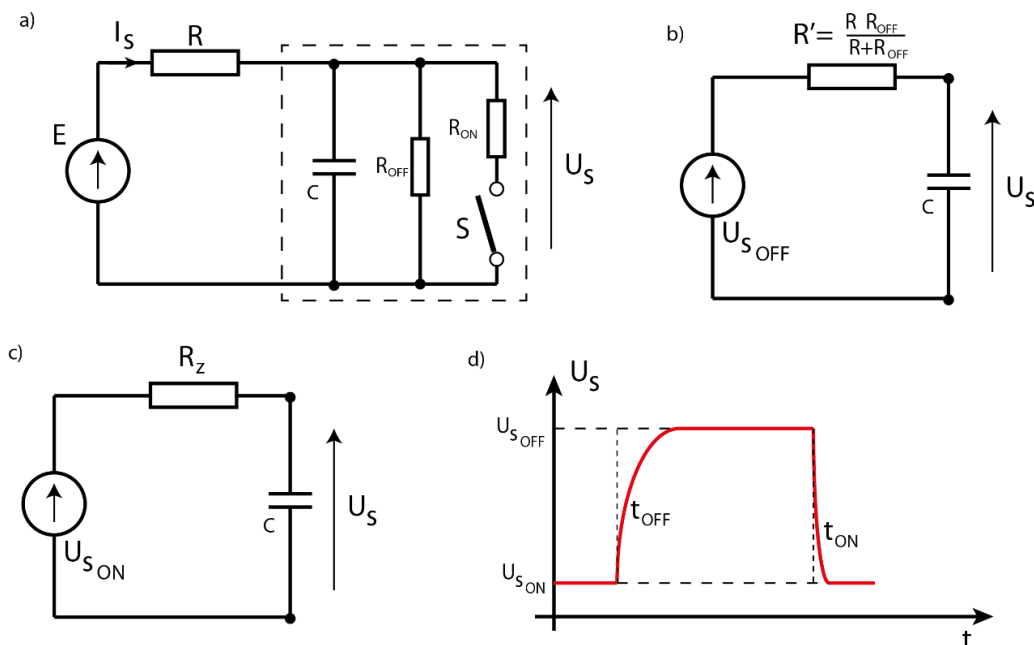 a)
I_S
R
E
C
R_OFF
R_ON
S
U_S
b)
R'= R R_OFF / R+R_OFF
U_S OFF
C
U_S
c)
R_z
U_S ON
C
U_S
d)
U_S
U_S OFF
t_OFF
t_ON
U_S ON
t